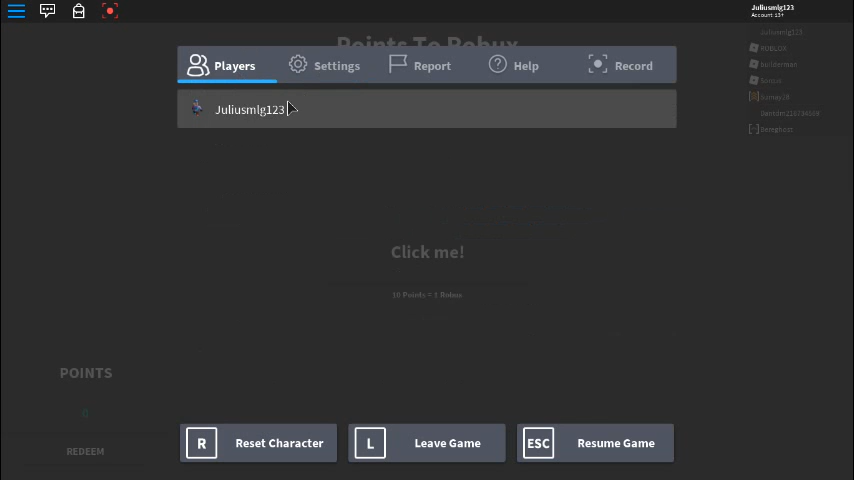 Juliusmlg123
Account: 13+
Points To Robux
Juliusmlg123
ROBLOX
builderman
Players
Settings
Report
Help
Record
Juliusmlg123
Click me!
10 Points = 1 Robux
POINTS
0
REDEEM
R Reset Character
L Leave Game
ESC Resume Game